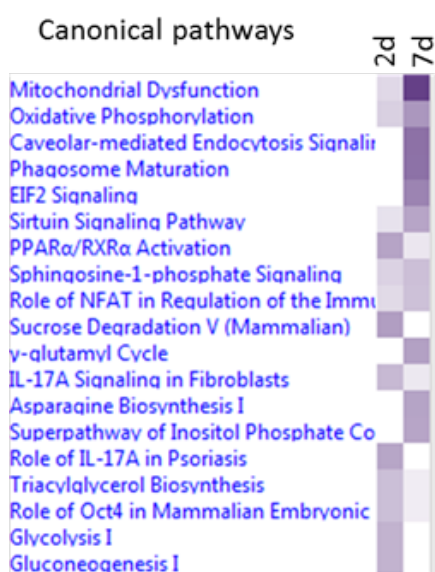 Canonical pathways
2d
7d
Mitochondrial Dysfunction
Oxidative Phosphorylation
Caveolar-mediated Endocytosis Signalin
Phagosome Maturation
EIF2 Signaling
Sirtuin Signaling Pathway
PPARα/RXRα Activation
Sphingosine-1-phosphate Signaling
Role of NFAT in Regulation of the Immu
Sucrose Degradation V (Mammalian)
γ-glutamyl Cycle
IL-17A Signaling in Fibroblasts
Asparagine Biosynthesis I
Superpathway of Inositol Phosphate Co
Role of IL-17A in Psoriasis
Triacylglycerol Biosynthesis
Role of Oct4 in Mammalian Embryonic
Glycolysis I
Gluconeogenesis I